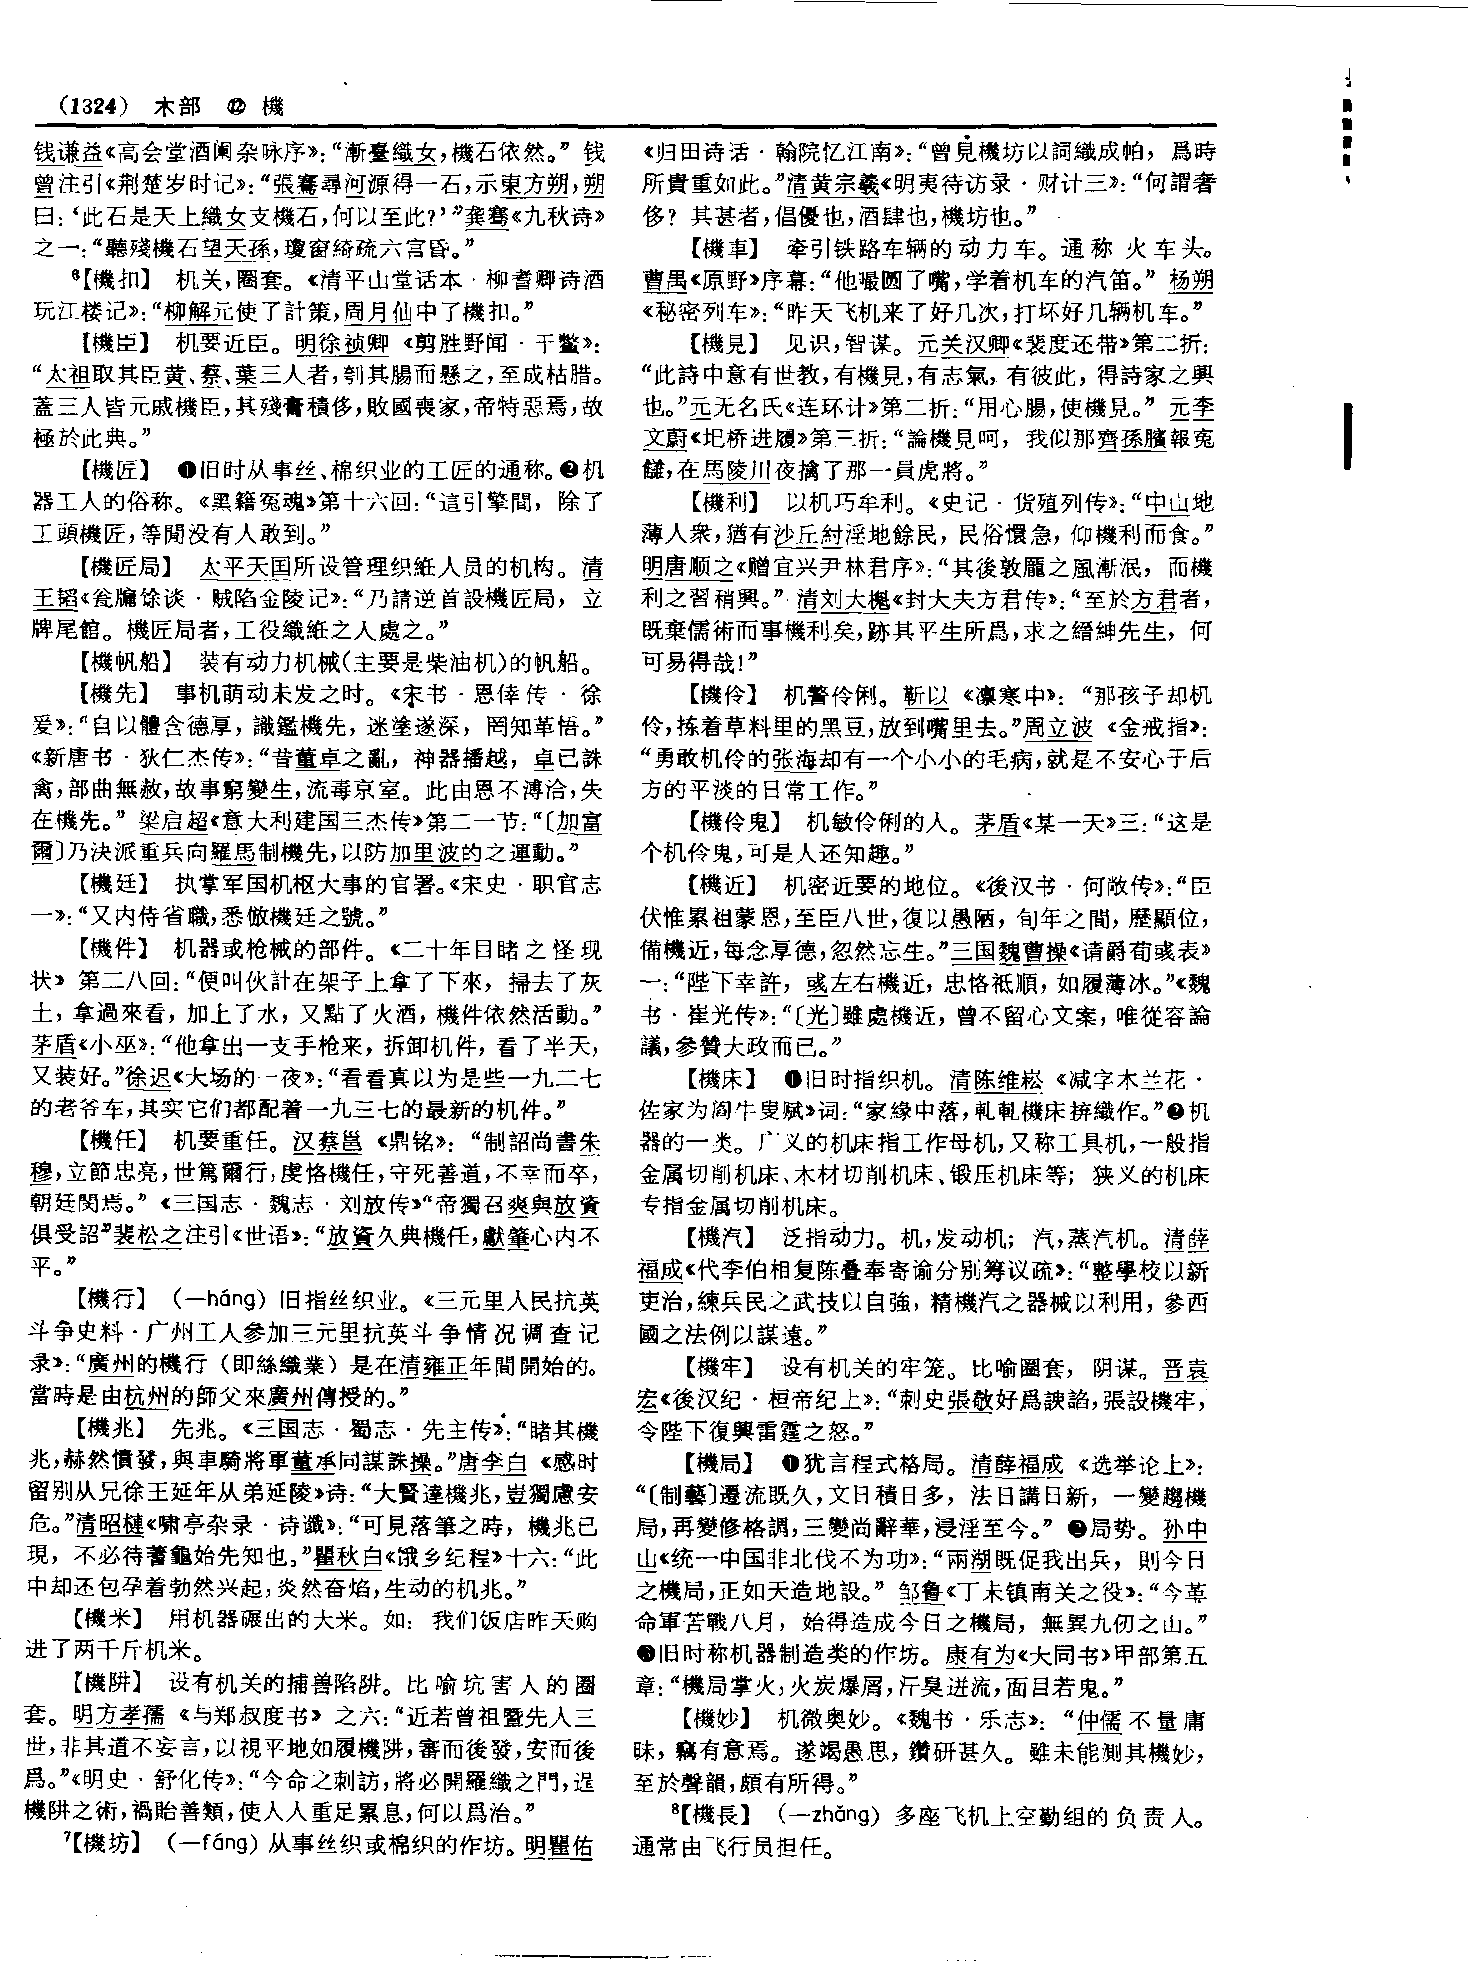 （1324） 木部 ⑫ 機
钱谦益《高会堂酒阑杂咏序》：“漸臺織女，機石依然。”钱
曾注引《荆楚岁时记》：“張騫尋河源得一石，示東方朔，朔
曰：‘此石是天上織女支機石，何以至此？’”龚骞《九秋诗》
之一：“聽殘機石望天孫，瓊窗綺疏六宫昏。”
6【機扣】 机关，圈套。《清平山堂话本·柳耆卿诗酒
玩江楼记》：“柳解元使了計策，周月仙中了機扣。”
【機臣】 机要近臣。明徐祯卿《剪胜野闻·干鳖》：
“太祖取其臣黄、蔡、葉三人者，刳其腸而懸之，至成枯腊。
蓋三人皆元戚機臣，其殘膏積侈，敗國喪家，帝特惡焉，故
極於此典。”
【機匠】 ❶旧时从事丝、棉织业的工匠的通称。❷机
器工人的俗称。《黑籍冤魂》第十六回：“這引擎間，除了
工頭機匠，等閒没有人敢到。”
【機匠局】 太平天国所设管理织紝人员的机构。清
王韬《瓮牖馀谈·贼陷金陵记》：“乃請逆首設機匠局，立
牌尾館。機匠局者，工役織紝之人處之。”
【機帆船】 装有动力机械（主要是柴油机）的帆船。
【機先】 事机萌动未发之时。《宋书·恩倖传·徐
爰》：“自以體含德厚，識鑑機先，迷塗遂深，罔知革悟。”
《新唐书·狄仁杰传》：“昔董卓之亂，神器播越，卓已誅
禽，部曲無赦，故事窮變生，流毒京室。此由恩不溥洽，失
在機先。”梁启超《意大利建国三杰传》第二一节：“〔加富
爾〕乃決派重兵向羅馬制機先，以防加里波的之運動。”
【機廷】 执掌军国机枢大事的官署。《宋史·职官志
一》：“又内侍省職，悉倣機廷之號。”
【機件】 机器或枪械的部件。《二十年目睹之怪现
状》第二八回：“便叫伙計在架子上拿了下來，掃去了灰
土，拿過來看，加上了水，又點了火酒，機件依然活動。”
茅盾《小巫》：“他拿出一支手枪来，拆卸机件，看了半天，
又装好。”徐迟《大场的一夜》：“看看真以为是些一九二七
的老爷车，其实它们都配着一九三七的最新的机件。”
【機任】 机要重任。汉蔡邕《鼎铭》：“制詔尚書朱
穆，立節忠亮，世篤爾行，虔恪機任，守死善道，不幸而卒，
朝廷閔焉。”《三国志·魏志·刘放传》“帝獨召爽與放資
俱受詔”裴松之注引《世语》：“放資久典機任，獻肇心内不
平。”
【機行】 （—háng）旧指丝织业。《三元里人民抗英
斗争史料·广州工人参加三元里抗英斗争情况调查记
录》：“廣州的機行（即絲織業）是在清雍正年間開始的。
當時是由杭州的師父來廣州傳授的。”
【機兆】 先兆。《三国志·蜀志·先主传》：“睹其機
兆，赫然憤發，與車騎將軍董承同謀誅操。”唐李白《感时
留别从兄徐王延年从弟延陵》诗：“大賢達機兆，豈獨慮安
危。”清昭槤《啸亭杂录·诗谶》：“可見落筆之時，機兆已
現，不必待蓍龜始先知也。”瞿秋白《饿乡纪程》十六：“此
中却还包孕着勃然兴起，炎然奋焰，生动的机兆。”
【機米】 用机器碾出的大米。如：我们饭店昨天购
进了两千斤机米。
【機阱】 设有机关的捕兽陷阱。比喻坑害人的圈
套。明方孝孺《与郑叔度书》之六：“近若曾祖暨先人三
世，非其道不妄言，以視平地如履機阱，審而後發，安而後
爲。”《明史·舒化传》：“今命之刺訪，將必開羅織之門，逞
機阱之術，禍貽善類，使人人重足累息，何以爲治。”
7【機坊】 （—fáng）从事丝织或棉织的作坊。明瞿佑
《归田诗话·翰院忆江南》：“曾見機坊以詞織成帕，爲時
所貴重如此。”清黄宗羲《明夷待访录·财计三》：“何謂奢
侈？其甚者，倡優也，酒肆也，機坊也。”
【機車】 牵引铁路车辆的动力车。通称火车头。
曹禺《原野》序幕：“他嘬圆了嘴，学着机车的汽笛。”杨朔
《秘密列车》：“昨天飞机来了好几次，打坏好几辆机车。”
【機見】 见识，智谋。元关汉卿《裴度还带》第二折：
“此詩中意有世教，有機見，有志氣，有彼此，得詩家之興
也。”元无名氏《连环计》第二折：“用心腸，使機見。”元李
文蔚《圯桥进履》第三折：“論機見呵，我似那齊孫臏報冤
讎，在馬陵川夜擒了那一員虎將。”
【機利】 以机巧牟利。《史记·货殖列传》：“中山地
薄人衆，猶有沙丘紂淫地餘民，民俗懁急，仰機利而食。”
明唐顺之《赠宜兴尹林君序》：“其後敦龐之風漸泯，而機
利之習稍興。”清刘大櫆《封大夫方君传》：“至於方君者，
既棄儒術而事機利矣，跡其平生所爲，求之縉紳先生，何
可易得哉！”
【機伶】 机警伶俐。靳以《凛寒中》：“那孩子却机
伶，拣着草料里的黑豆，放到嘴里去。”周立波《金戒指》：
“勇敢机伶的张海却有一个小小的毛病，就是不安心于后
方的平淡的日常工作。”
【機伶鬼】 机敏伶俐的人。茅盾《某一天》三：“这是
个机伶鬼，可是人还知趣。”
【機近】 机密近要的地位。《後汉书·何敞传》：“臣
伏惟累祖蒙恩，至臣八世，復以愚陋，旬年之間，歷顯位，
備機近，每念厚德，忽然忘生。”三国魏曹操《请爵荀彧表》
一：“陛下幸許，彧左右機近，忠恪祗順，如履薄冰。”《魏
书·崔光传》：“〔光〕雖處機近，曾不留心文案，唯從容論
議，參贊大政而已。”
【機床】 ❶旧时指织机。清陈维崧《减字木兰花·
佐家为阎牛叟赋》词：“家緣中落，軋軋機床拚織作。”❷机
器的一类。广义的机床指工作母机，又称工具机，一般指
金属切削机床、木材切削机床、锻压机床等；狭义的机床
专指金属切削机床。
【機汽】 泛指动力。机，发动机；汽，蒸汽机。清薛
福成《代李伯相复陈叠奉寄谕分别筹议疏》：“整學校以新
吏治，練兵民之武技以自強，精機汽之器械以利用，參西
國之法例以謀遠。”
【機牢】 设有机关的牢笼。比喻圈套，阴谋。晋袁
宏《後汉纪·桓帝纪上》：“刺史張敬好爲諛諂，張設機牢，
令陛下復興雷霆之怒。”
【機局】 ❶犹言程式格局。清薛福成《选举论上》：
“〔制藝〕遷流既久，文日積日多，法日講日新，一變趨機
局，再變修格調，三變尚辭華，浸淫至今。”❷局势。孙中
山《统一中国非北伐不为功》：“兩湖既促我出兵，則今日
之機局，正如天造地設。”邹鲁《丁未镇南关之役》：“今革
命軍苦戰八月，始得造成今日之機局，無異九仞之山。”
❸旧时称机器制造类的作坊。康有为《大同书》甲部第五
章：“機局掌火，火炭爆屑，汗臭迸流，面目若鬼。”
【機妙】 机微奥妙。《魏书·乐志》：“仲儒不量庸
昧，竊有意焉。遂竭愚思，鑽研甚久。雖未能測其機妙，
至於聲韻，頗有所得。”
8【機長】 （—zhǎng）多座飞机上空勤组的负责人。
通常由飞行员担任。